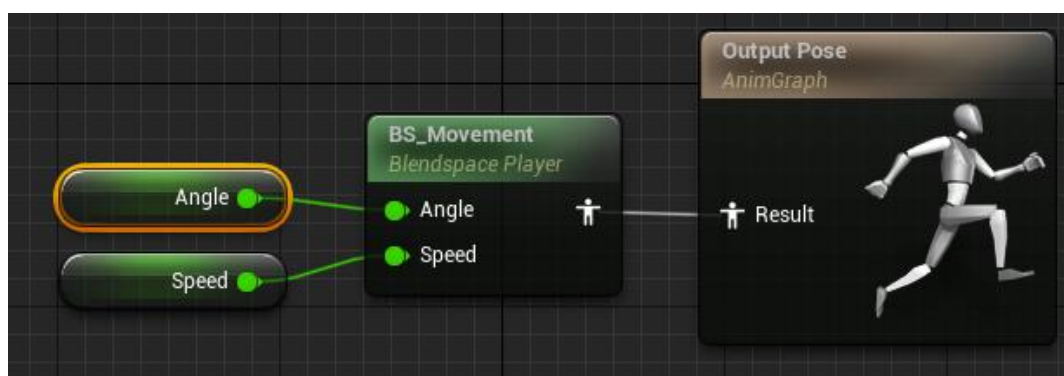 Angle
Speed
BS_Movement
Blendspace Player
Angle
Speed
Output Pose
AnimGraph
Result